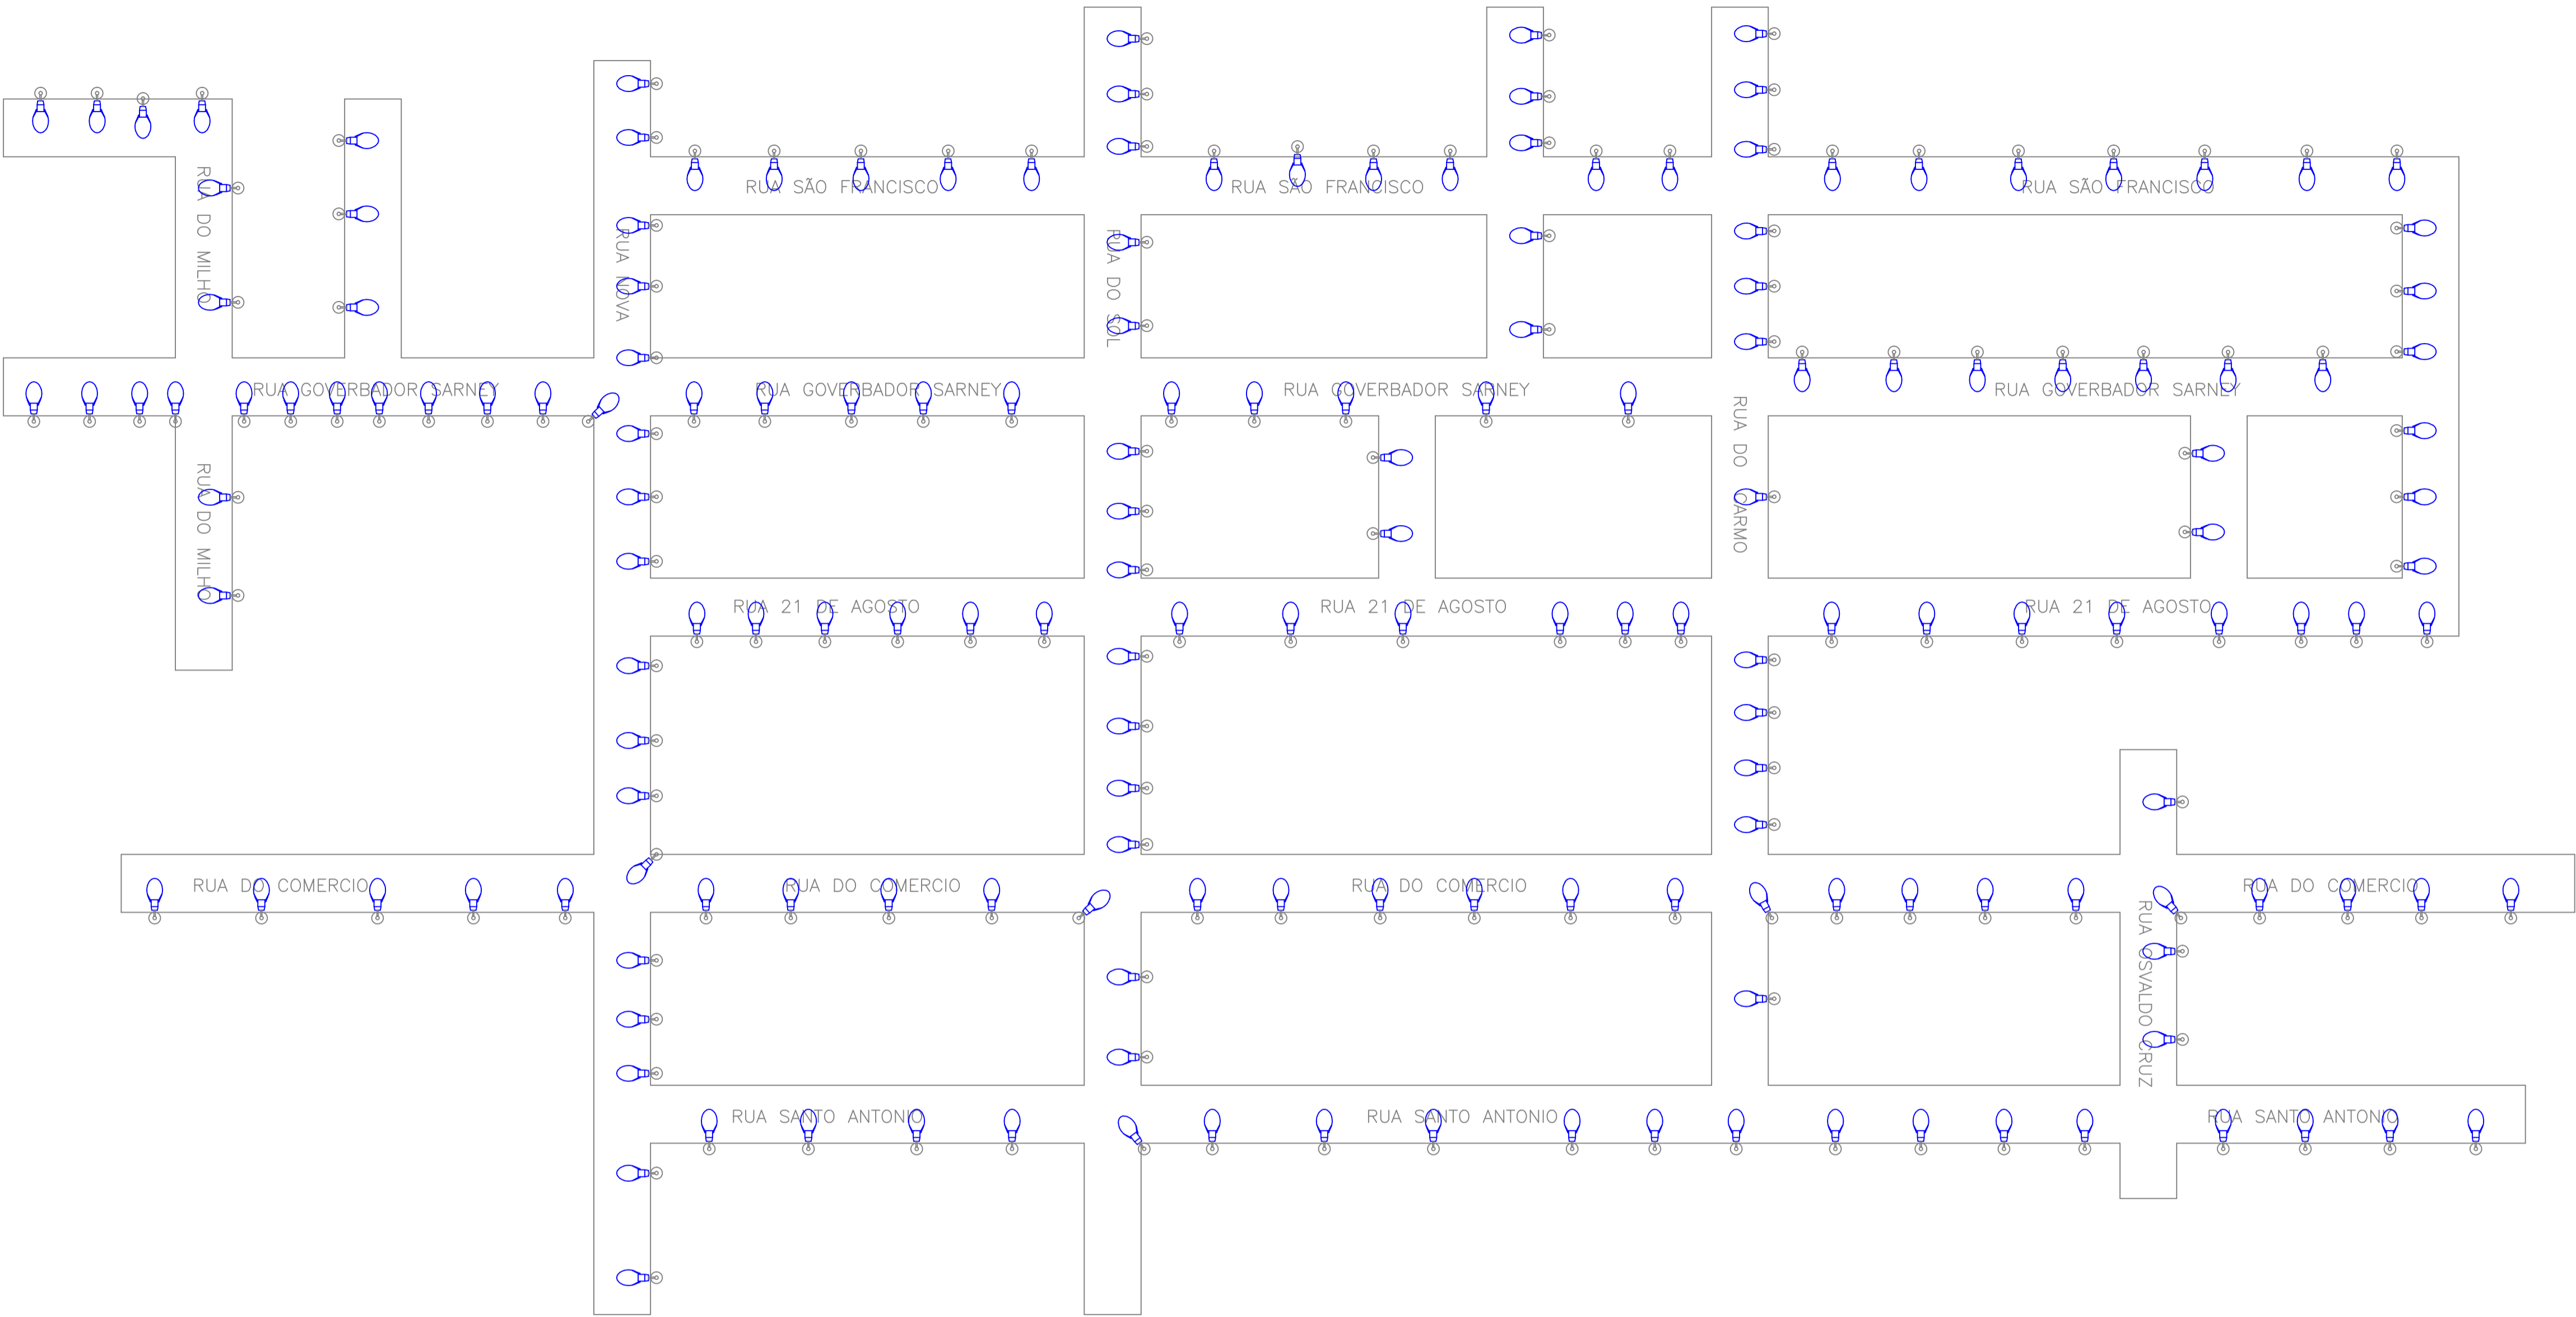 RUA SÃO FRANCISCO
RUA SÃO FRANCISCO
RUA SÃO FRANCISCO
RUA DO MILHO
RUA NOVA
RUA DO SOL
RUA GOVERBADOR SARNEY
RUA GOVERBADOR SARNEY
RUA GOVERBADOR SARNEY
RUA GOVERBADOR SARNEY
RUA DO CARMO
RUA DO MILHO
RUA 21 DE AGOSTO
RUA 21 DE AGOSTO
RUA 21 DE AGOSTO
RUA DO COMERCIO
RUA DO COMERCIO
RUA DO COMERCIO
RUA DO COMERCIO
RUA OSVALDO CRUZ
RUA SANTO ANTONIO
RUA SANTO ANTONIO
RUA SANTO ANTONIO